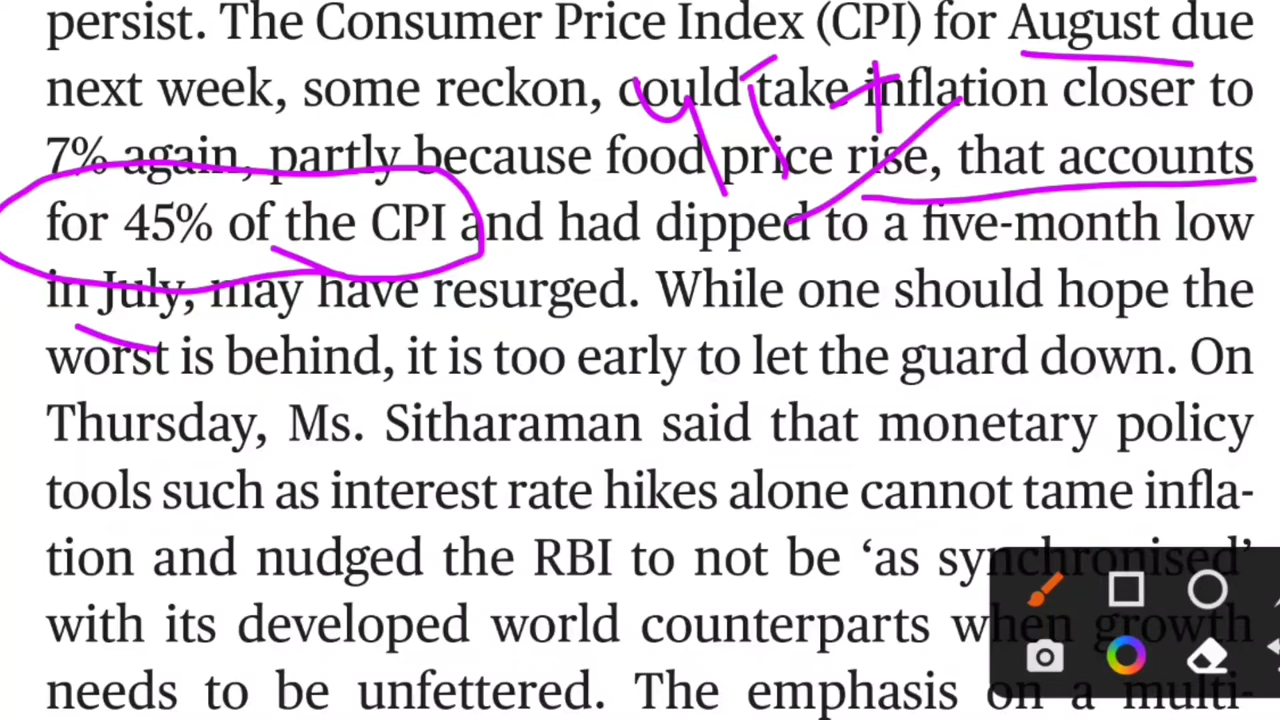 persist. The Consumer Price Index (CPI) for August due
next week, some reckon, could take inflation closer to
7% again, partly because food price rise, that accounts
for 45% of the CPI and had dipped to a five-month low
in July, may have resurged. While one should hope the
worst is behind, it is too early to let the guard down. On
Thursday, Ms. Sitharaman said that monetary policy
tools such as interest rate hikes alone cannot tame infla-
tion and nudged the RBI to not be ‘as synchronised’
with its developed world counterparts when growth
needs to be unfettered. The emphasis on a multi-